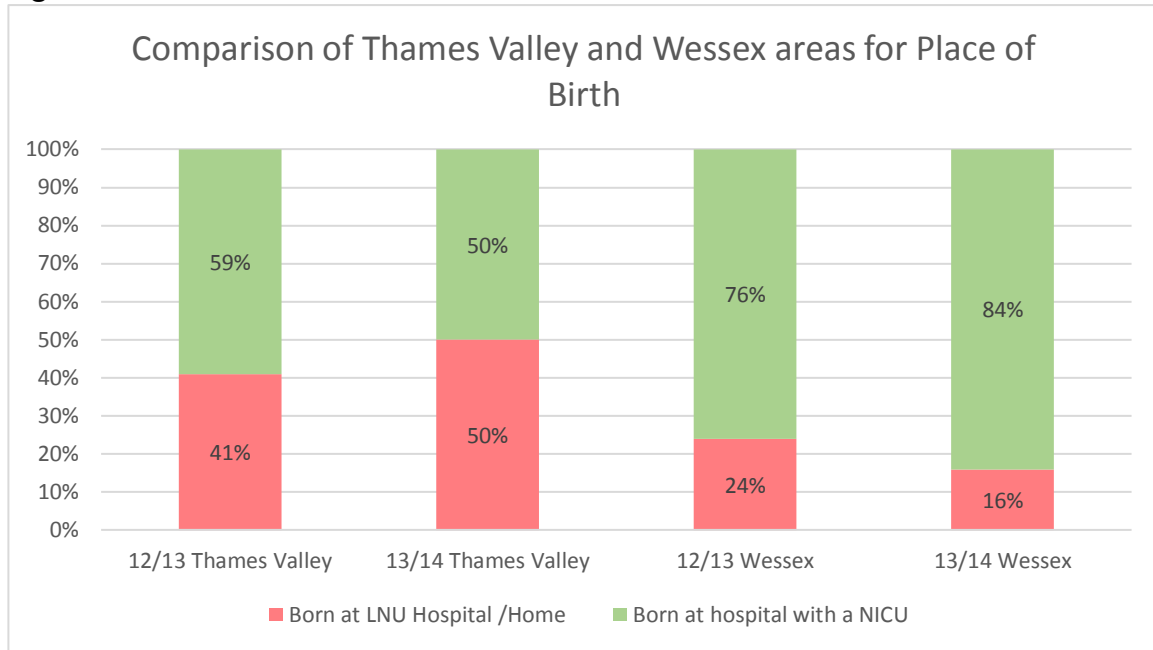 Comparison of Thames Valley and Wessex areas for Place of
Birth
100%
90%
80%
70%
60%
50%
40%
30%
20%
10%
0%
59%
41%
50%
50%
76%
24%
84%
16%
12/13 Thames Valley
13/14 Thames Valley
12/13 Wessex
13/14 Wessex
Born at LNU Hospital /Home
Born at hospital with a NICU